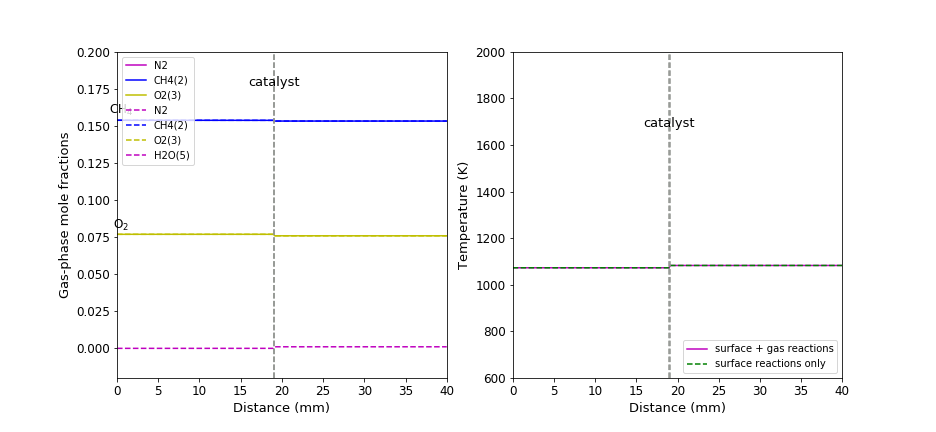 0.200
0.175
0.150
0.125
0.100
0.075
0.050
0.025
0.000
Gas-phase mole fractions
N2
CH4(2)
O2(3)
N2
CH4(2)
O2(3)
H2O(5)
catalyst
O2
0 5 10 15 20 25 30 35 40
Distance (mm)
2000
1800
1600
1400
1200
1000
800
600
Temperature (K)
catalyst
surface + gas reactions
surface reactions only
0 5 10 15 20 25 30 35 40
Distance (mm)